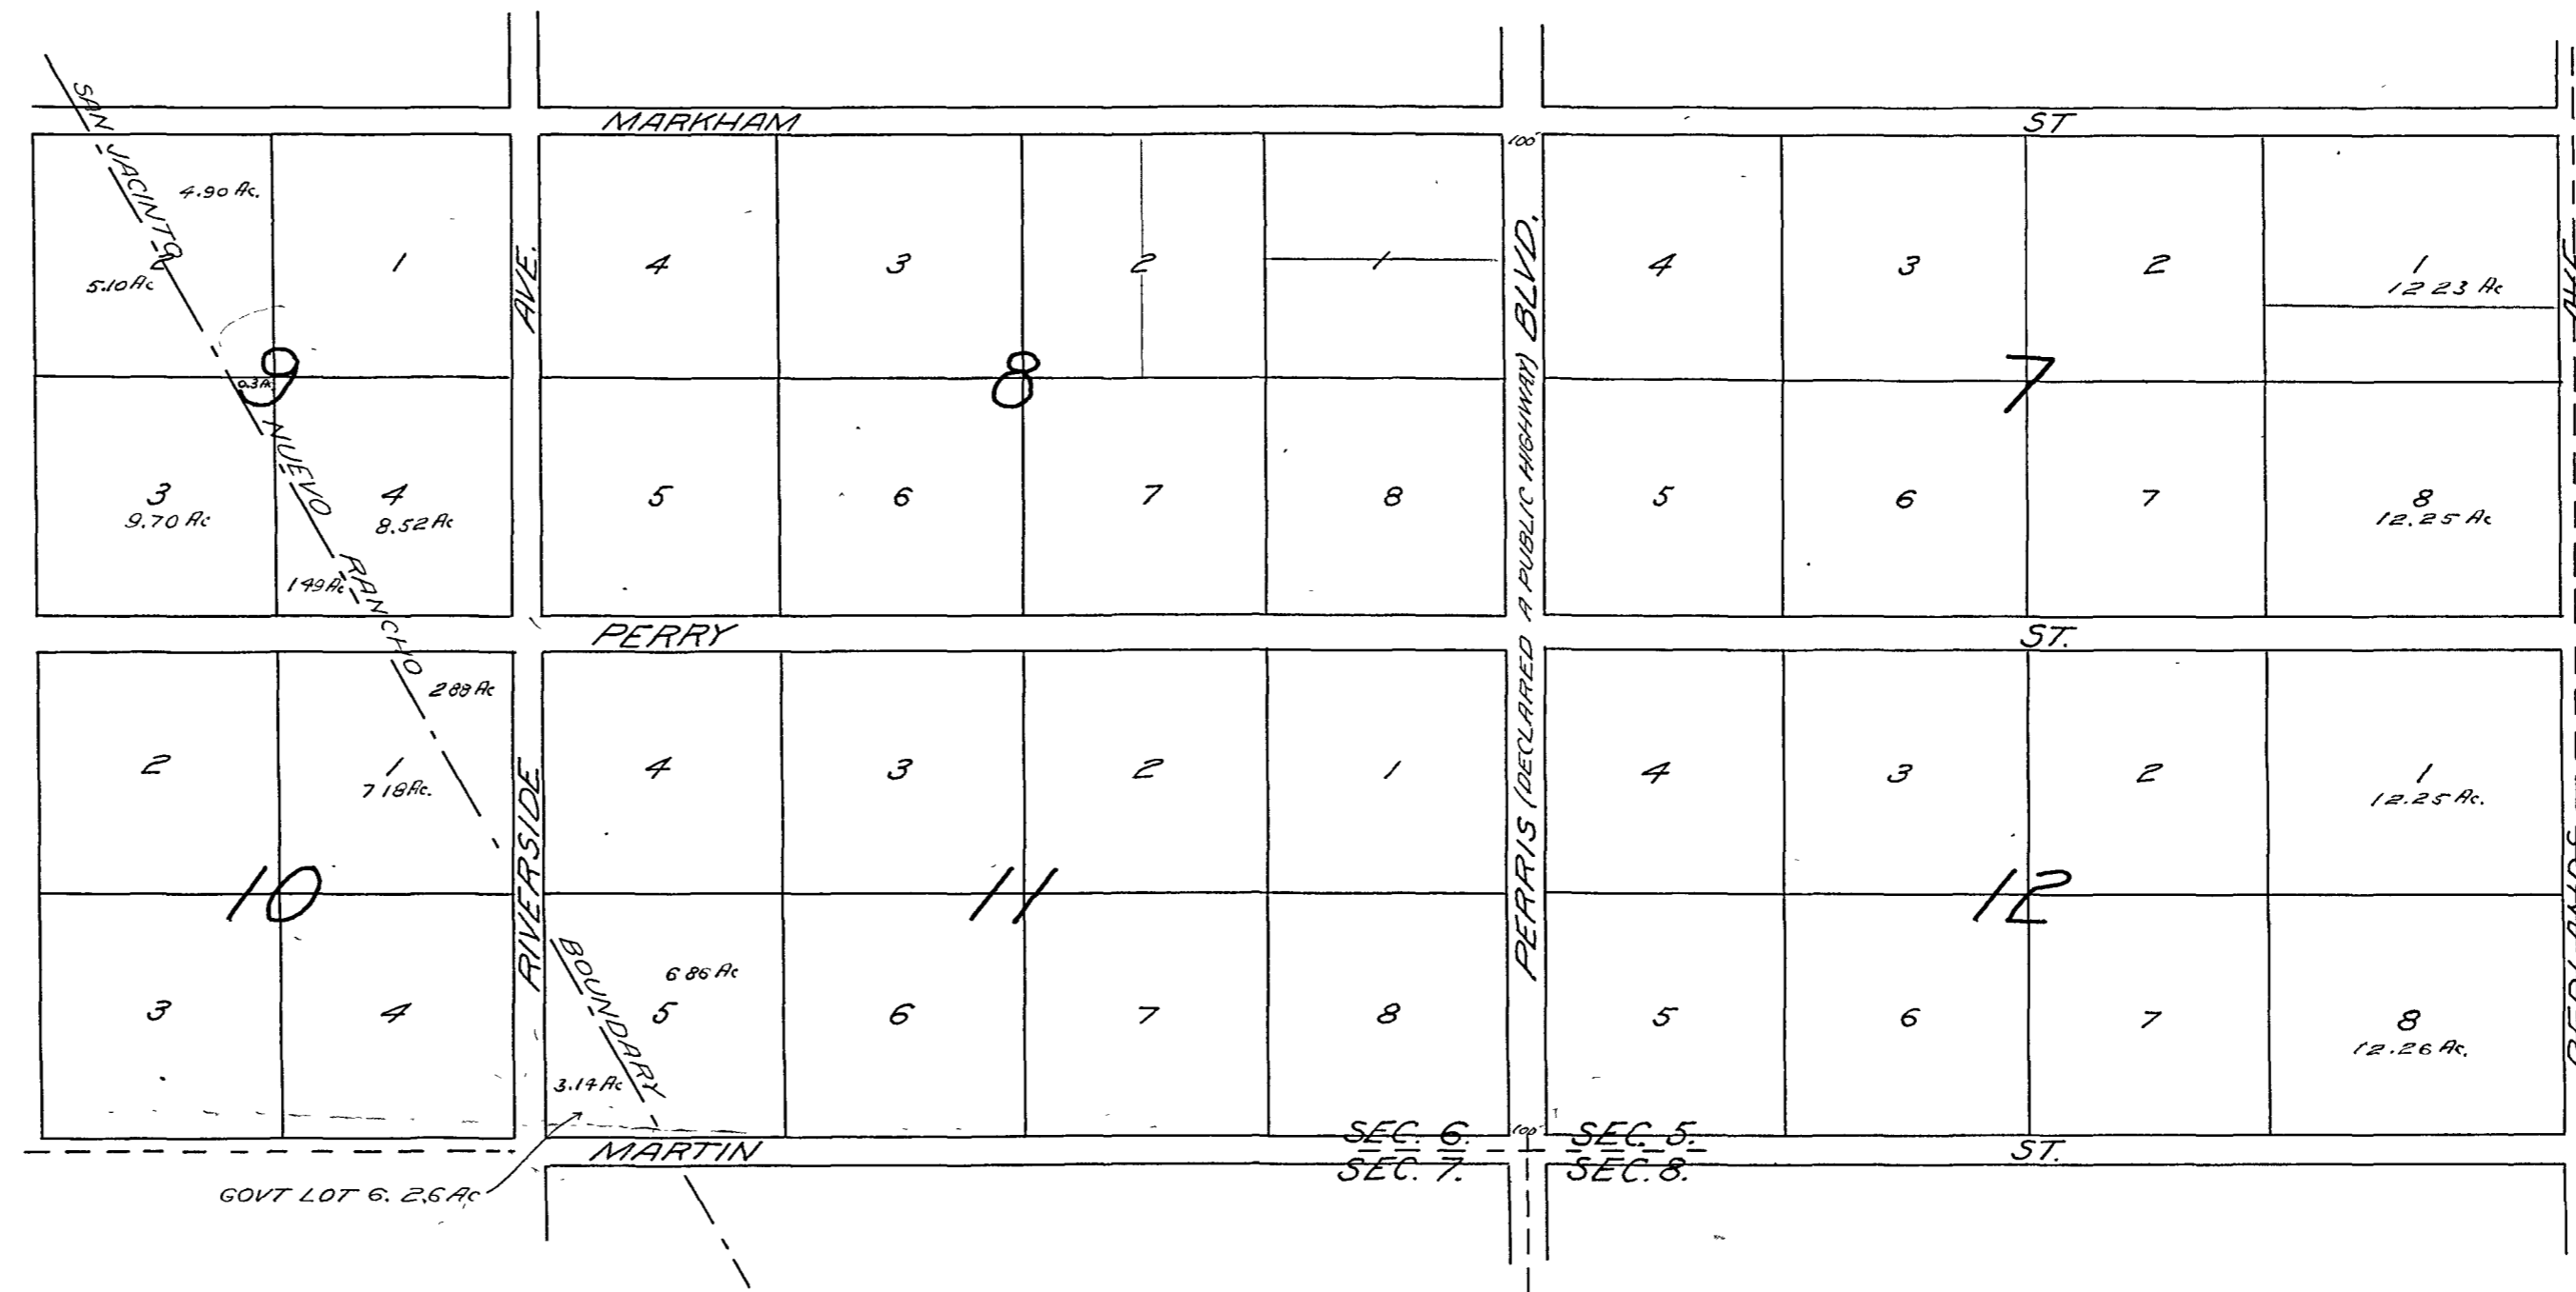 MARKHAM ST
SAN JACINTO NUEVO RANCHO BOUNDARY
RIVERSIDE AVE.
PERRIS (DECLARED A PUBLIC HIGHWAY) BLVD.
100'
4.90 Ac.
2
5.10 Ac
1
4
3
2
1
4
3
2
1
12 23 Ac
9
0.3 Ac
8
7
3
9.70 Ac
4
8.52 Ac
1 49 Ac
5
6
7
8
5
6
7
8
12.25 Ac
PERRY ST.
2 88 Ac
2
1
7 18 Ac.
4
3
2
1
4
3
2
1
12.25 Ac.
10
11
12
3
4
6 86 Ac
5
3.14 Ac
6
7
8
5
6
7
8
12.26 Ac.
SEC. 6. 100' SEC. 5.
MARTIN ST.
SEC. 7. SEC. 8.
GOVT LOT 6. 2.6 Ac